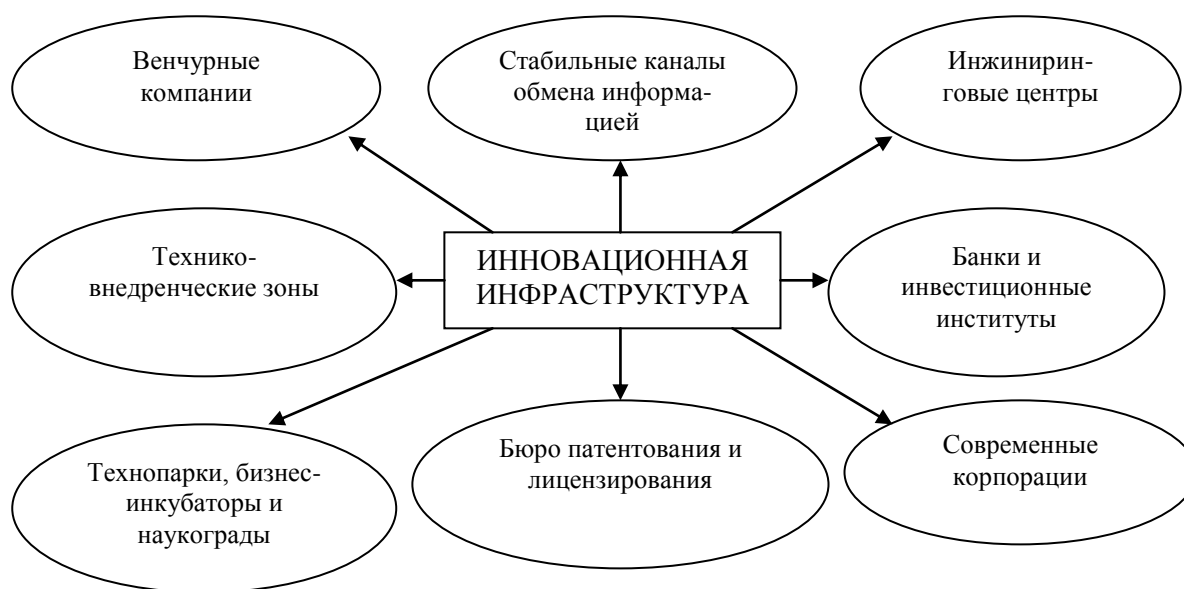 Венчурные
компании
Стабильные каналы
обмена информа-
цией
Инжинирин-
говые центры
Технико-
внедренческие зоны
ИННОВАЦИОННАЯ
ИНФРАСТРУКТУРА
Банки и
инвестиционные
институты
Технопарки, бизнес-
инкубаторы и
наукограды
Бюро патентования и
лицензирования
Современные
корпорации